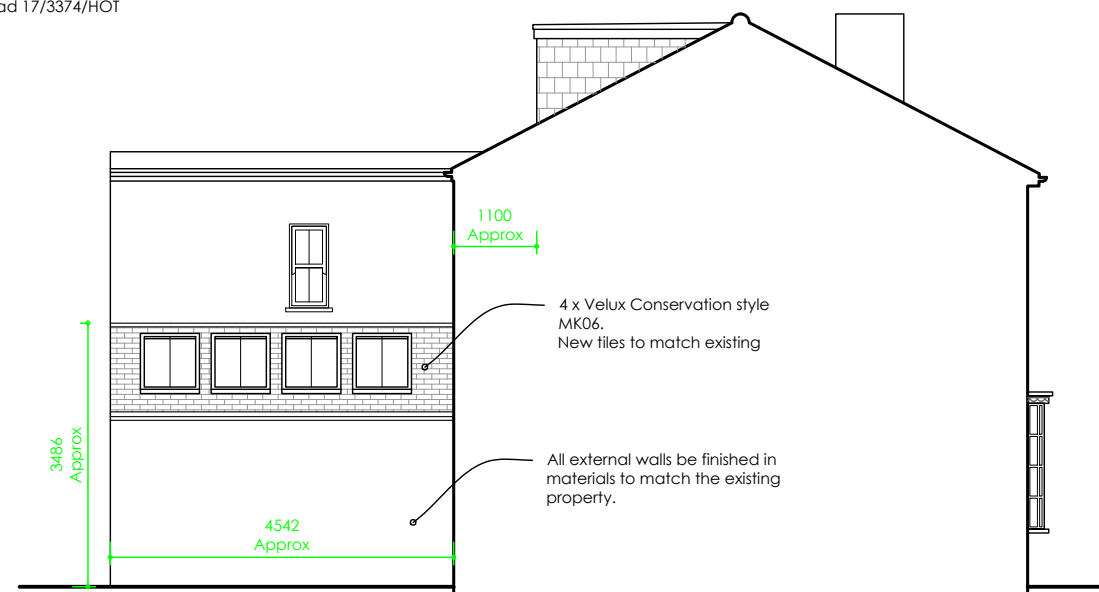 17/3374/HOT
1100
Approx
4 x Velux Conservation style
MK06.
New tiles to match existing
3486
Approx
All external walls be finished in
materials to match the existing
property.
4542
Approx